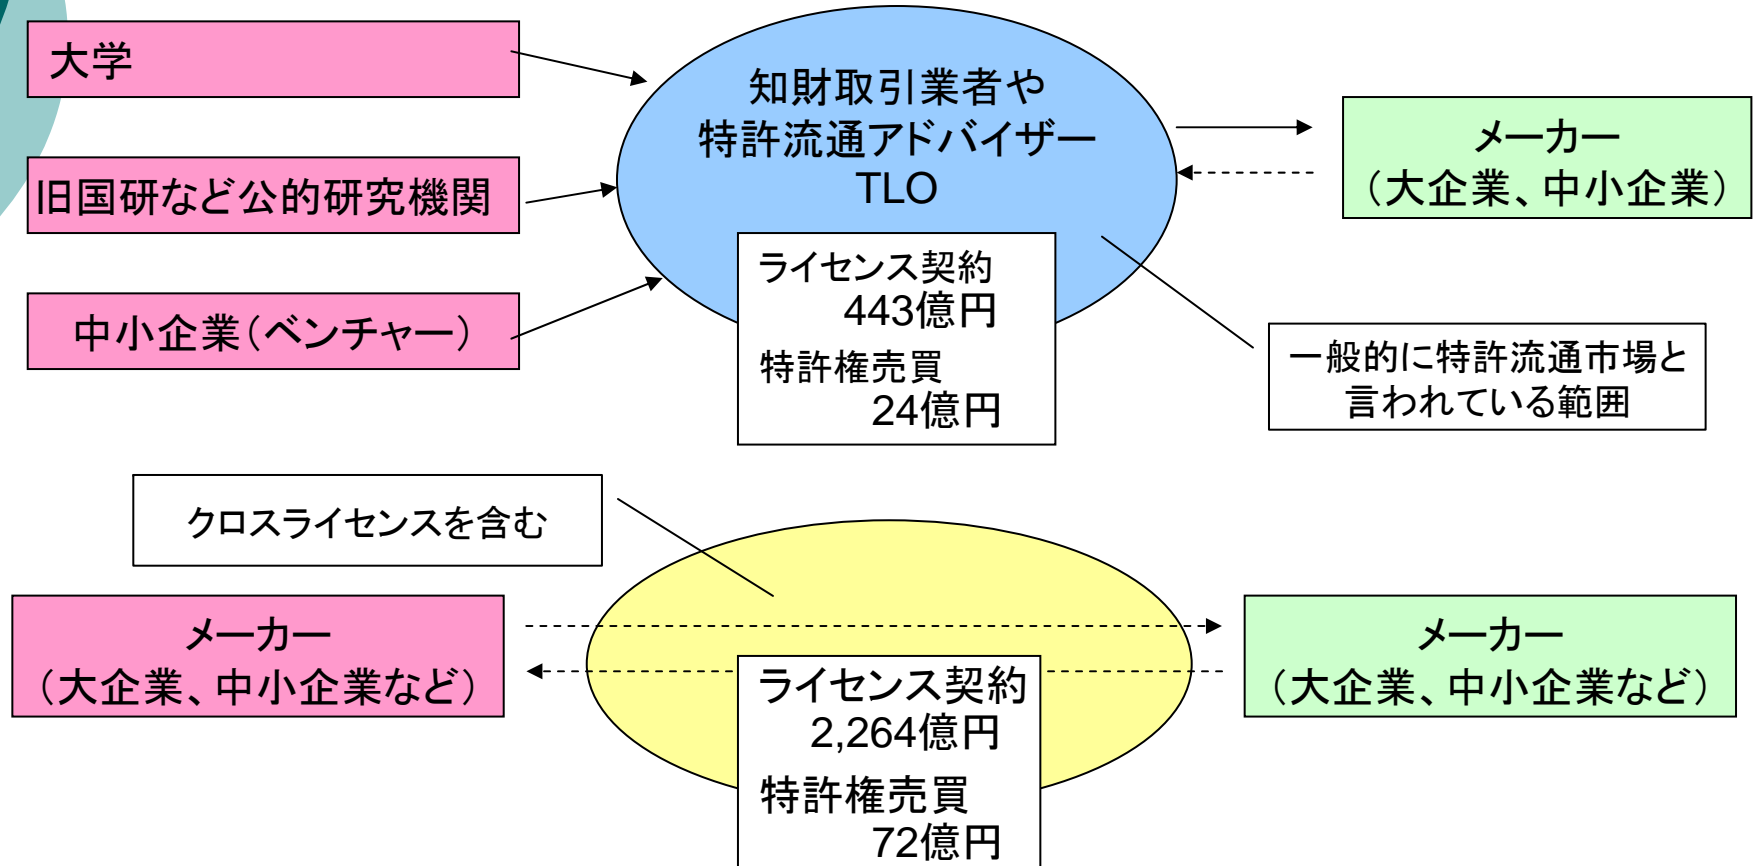 大学
旧国研など公的研究機関
中小企業(ベンチャー)
知財取引業者や
特許流通アドバイザー
TLO
ライセンス契約
443億円
特許権売買
24億円
メーカー
(大企業、中小企業)
一般的に特許流通市場と
言われている範囲
クロスライセンスを含む
メーカー
(大企業、中小企業など)
ライセンス契約
2,264億円
特許権売買
72億円
メーカー
(大企業、中小企業など)